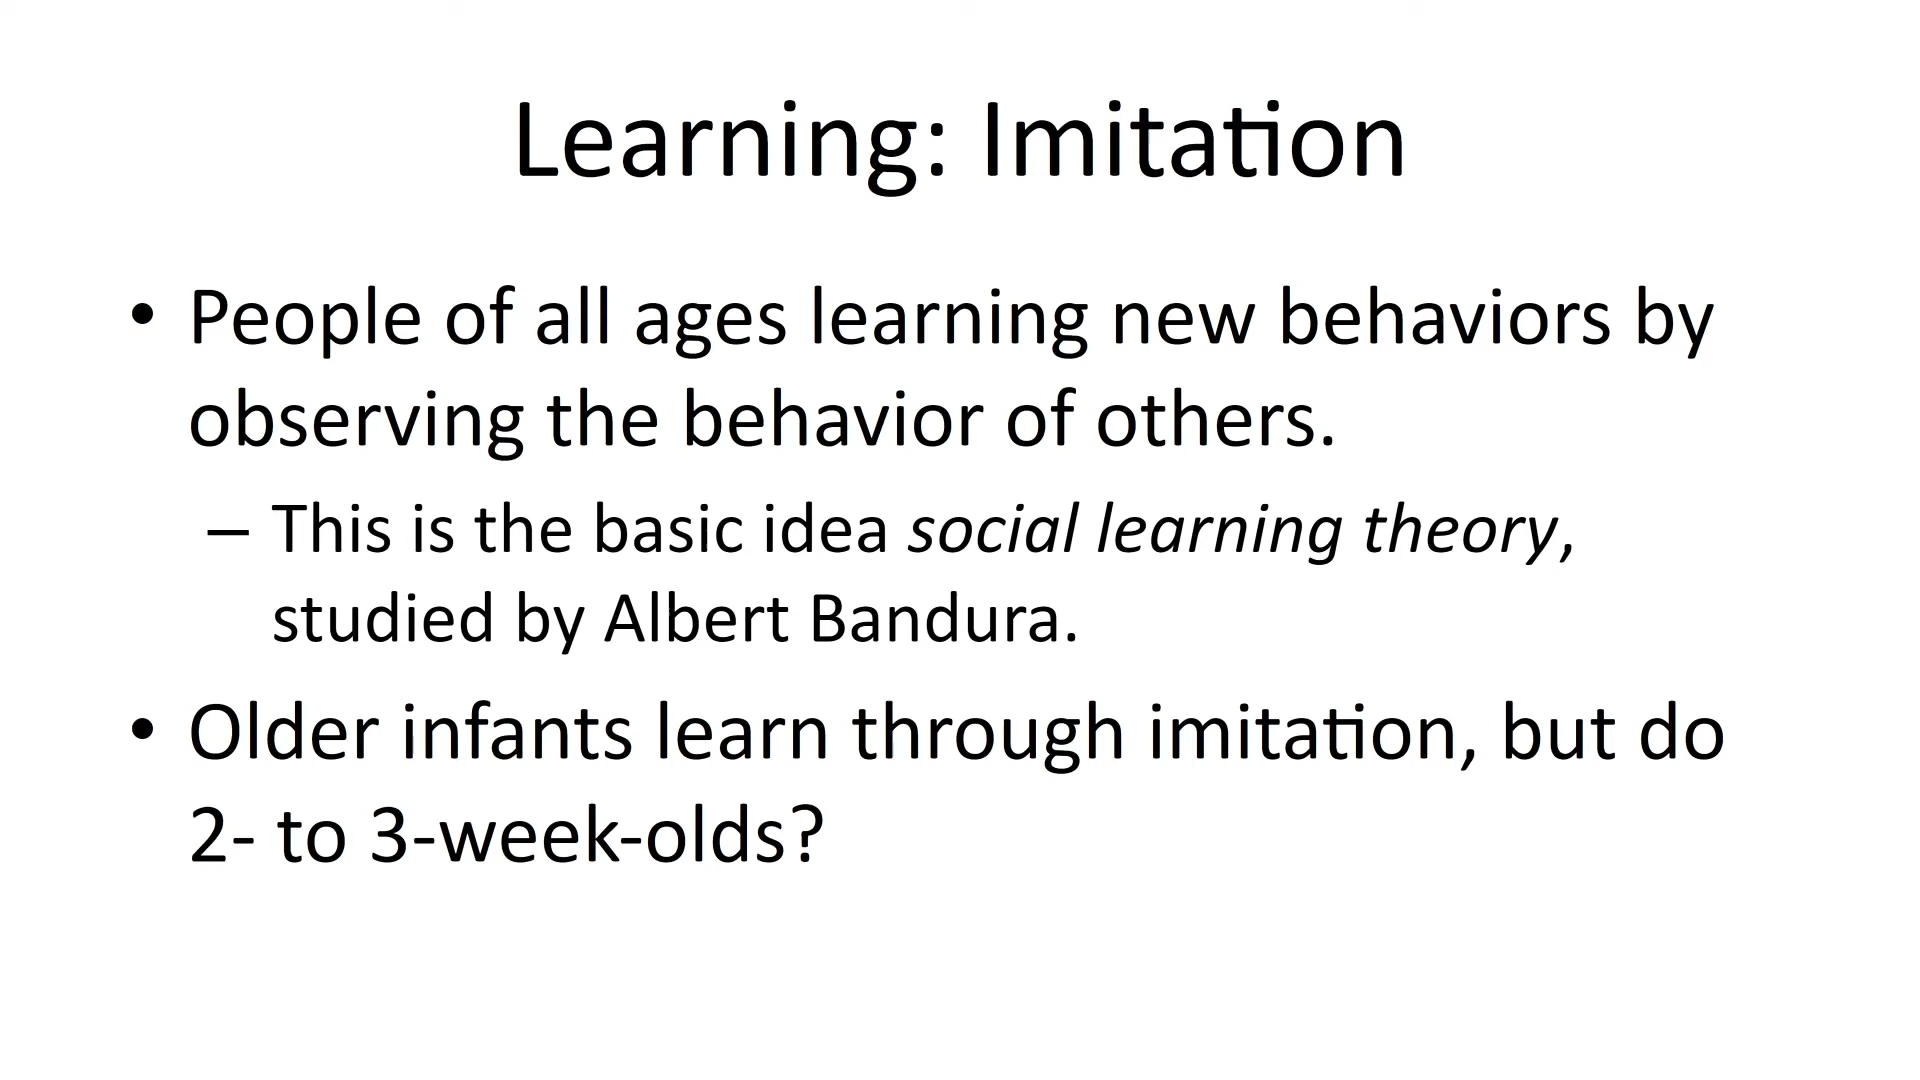 Learning: Imitation
• People of all ages learning new behaviors by
observing the behavior of others.
– This is the basic idea social learning theory,
studied by Albert Bandura.
• Older infants learn through imitation, but do
2- to 3-week-olds?